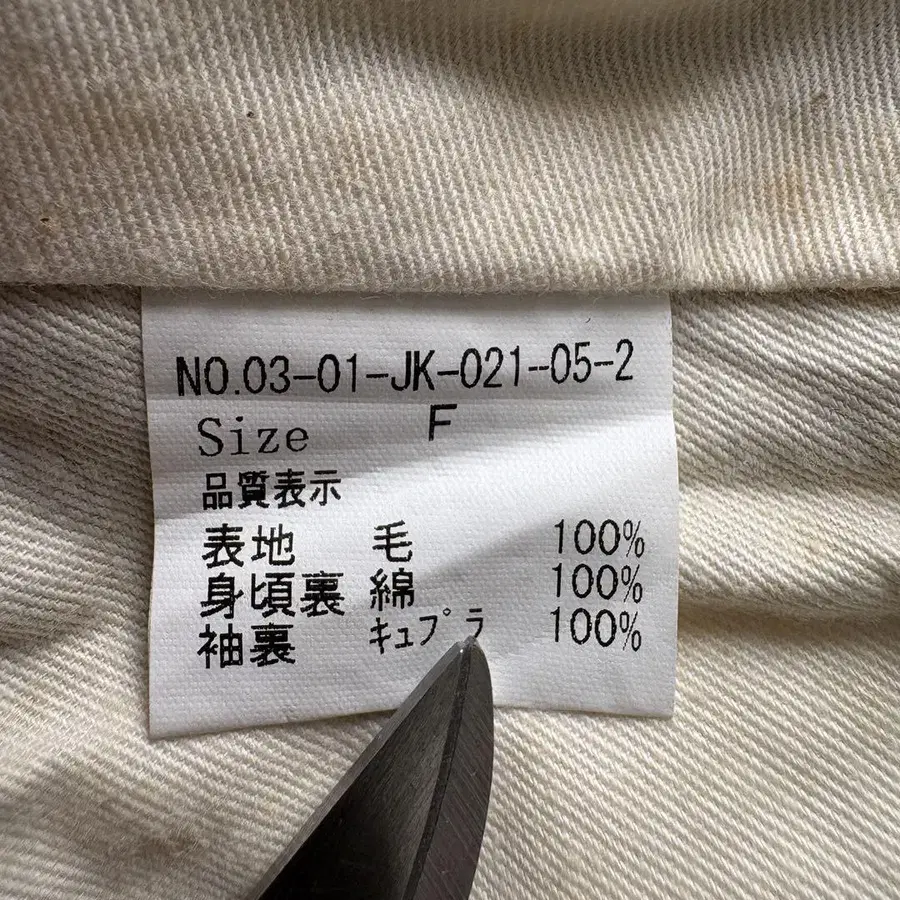 NO.03-01-JK-021-05-2
Size F
品質表示
表地 毛 100%
身頃裏 綿 100%
袖裏 ｷｭﾌﾟﾗ 100%